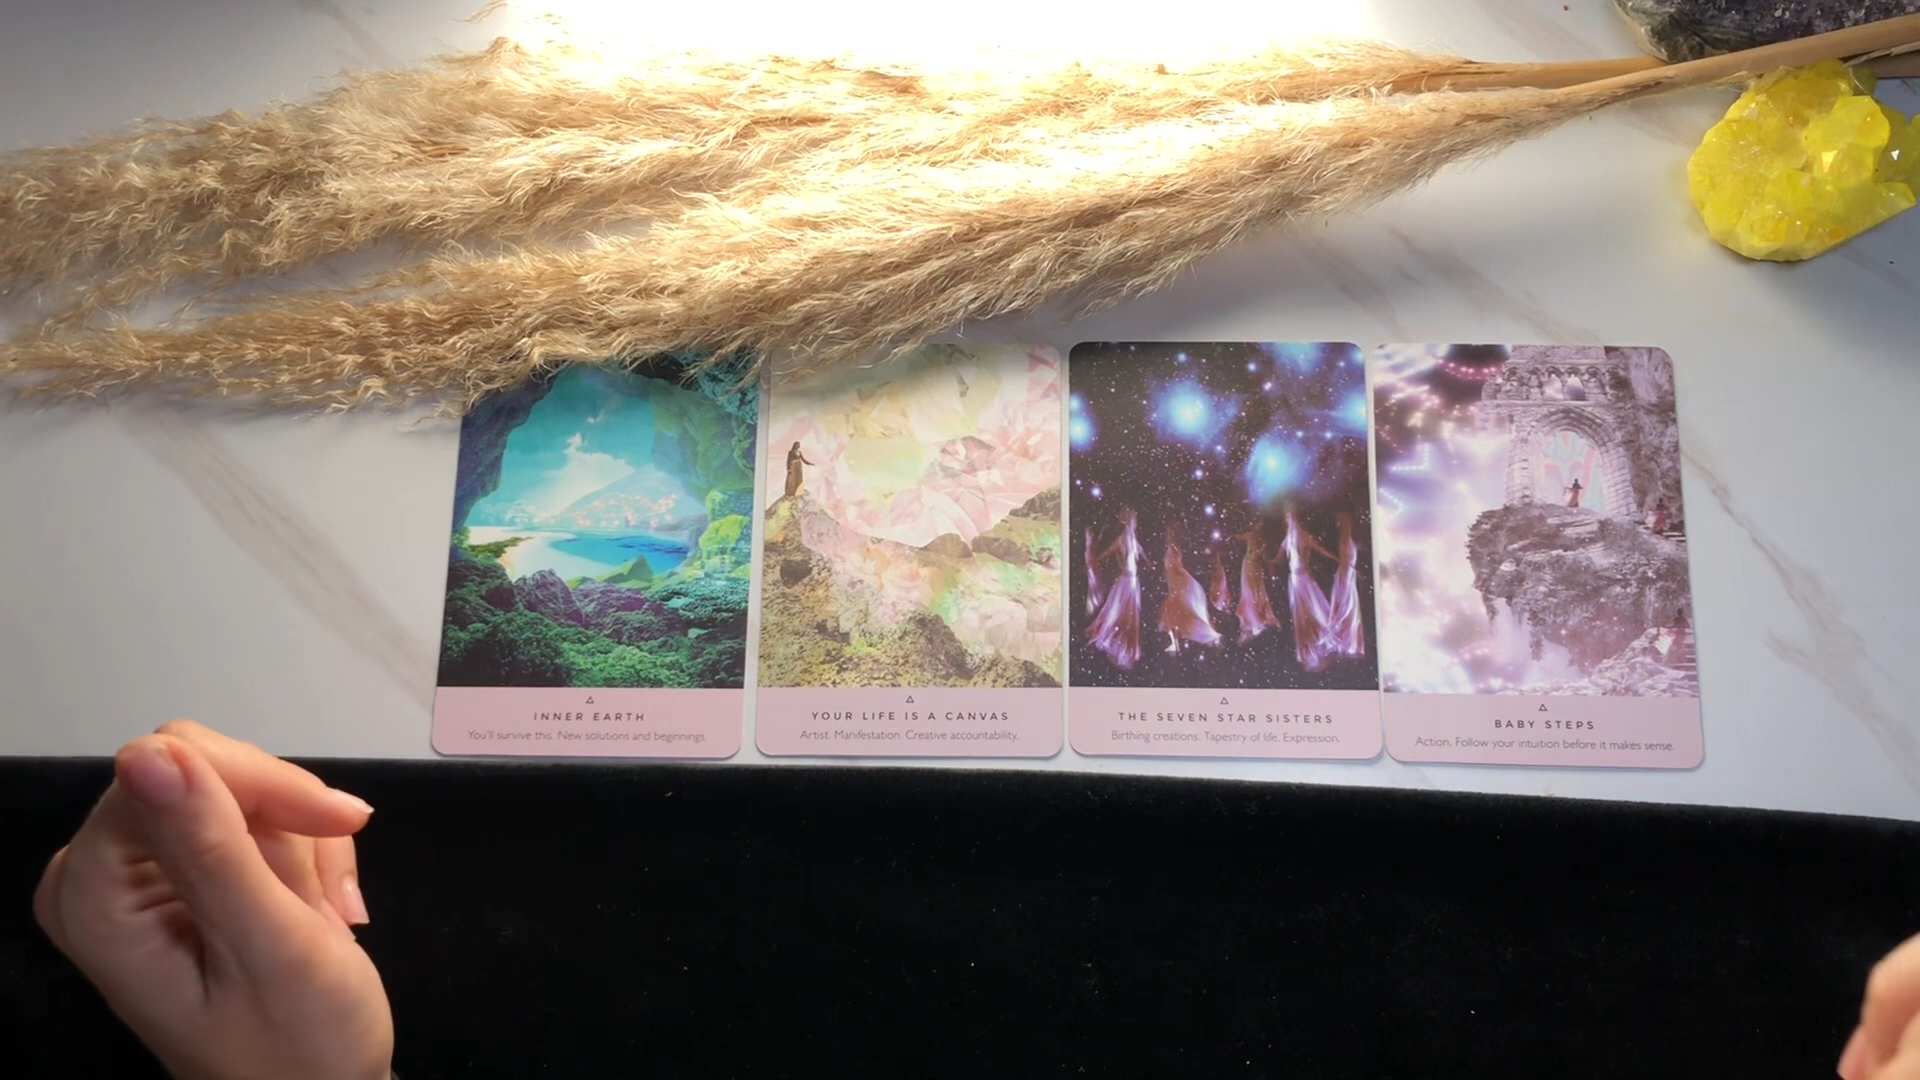 INNER EARTH
You'll survive this. New solutions and beginnings.
YOUR LIFE IS A CANVAS
Artist. Manifestation. Creative accountability.
THE SEVEN STAR SISTERS
Birthing creations. Tapestry of life. Expression.
BABY STEPS
Action. Follow your intuition before it makes sense.